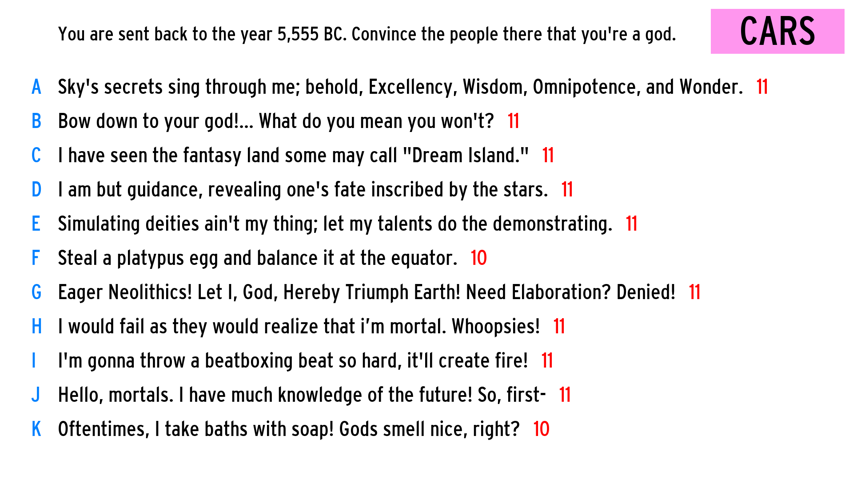 You are sent back to the year 5,555 BC. Convince the people there that you're a god.
CARS
A Sky's secrets sing through me; behold, Excellency, Wisdom, Omnipotence, and Wonder. 11
B Bow down to your god!... What do you mean you won't? 11
C I have seen the fantasy land some may call "Dream Island." 11
D I am but guidance, revealing one's fate inscribed by the stars. 11
E Simulating deities ain't my thing; let my talents do the demonstrating. 11
F Steal a platypus egg and balance it at the equator. 10
G Eager Neolithics! Let I, God, Hereby Triumph Earth! Need Elaboration? Denied! 11
H I would fail as they would realize that i’m mortal. Whoopsies! 11
I I'm gonna throw a beatboxing beat so hard, it'll create fire! 11
J Hello, mortals. I have much knowledge of the future! So, first- 11
K Oftentimes, I take baths with soap! Gods smell nice, right? 10